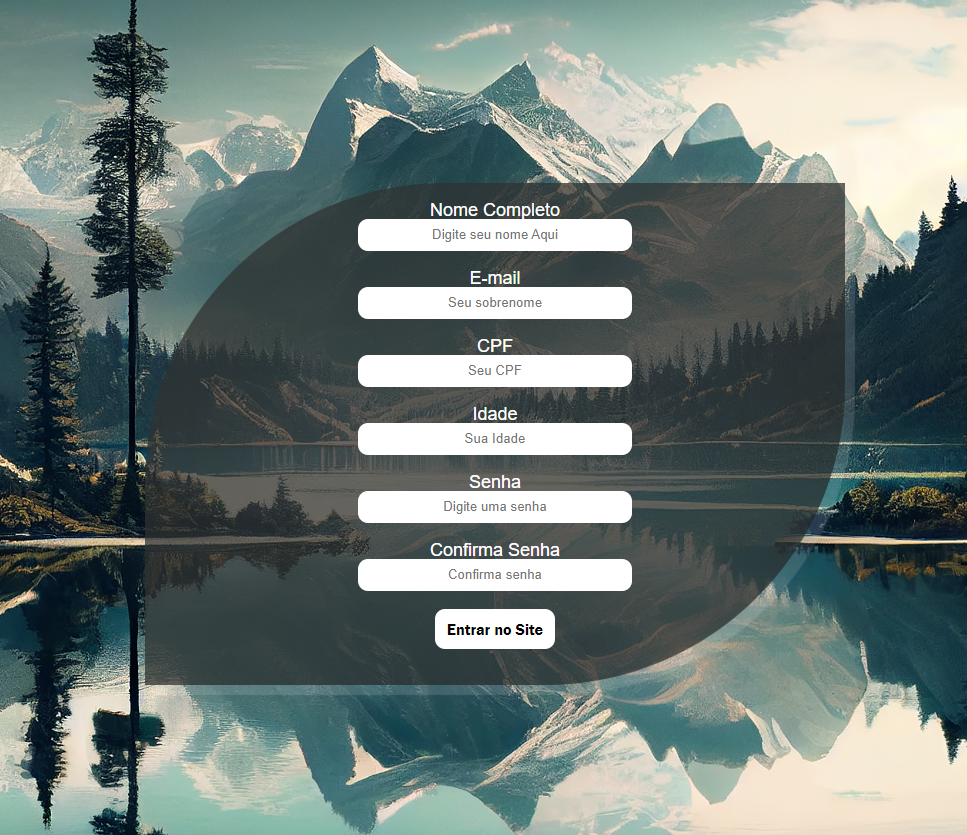 Nome Completo
Digite seu nome Aqui
E-mail
Seu sobrenome
CPF
Seu CPF
Idade
Sua Idade
Senha
Digite uma senha
Confirma Senha
Confirma senha
Entrar no Site